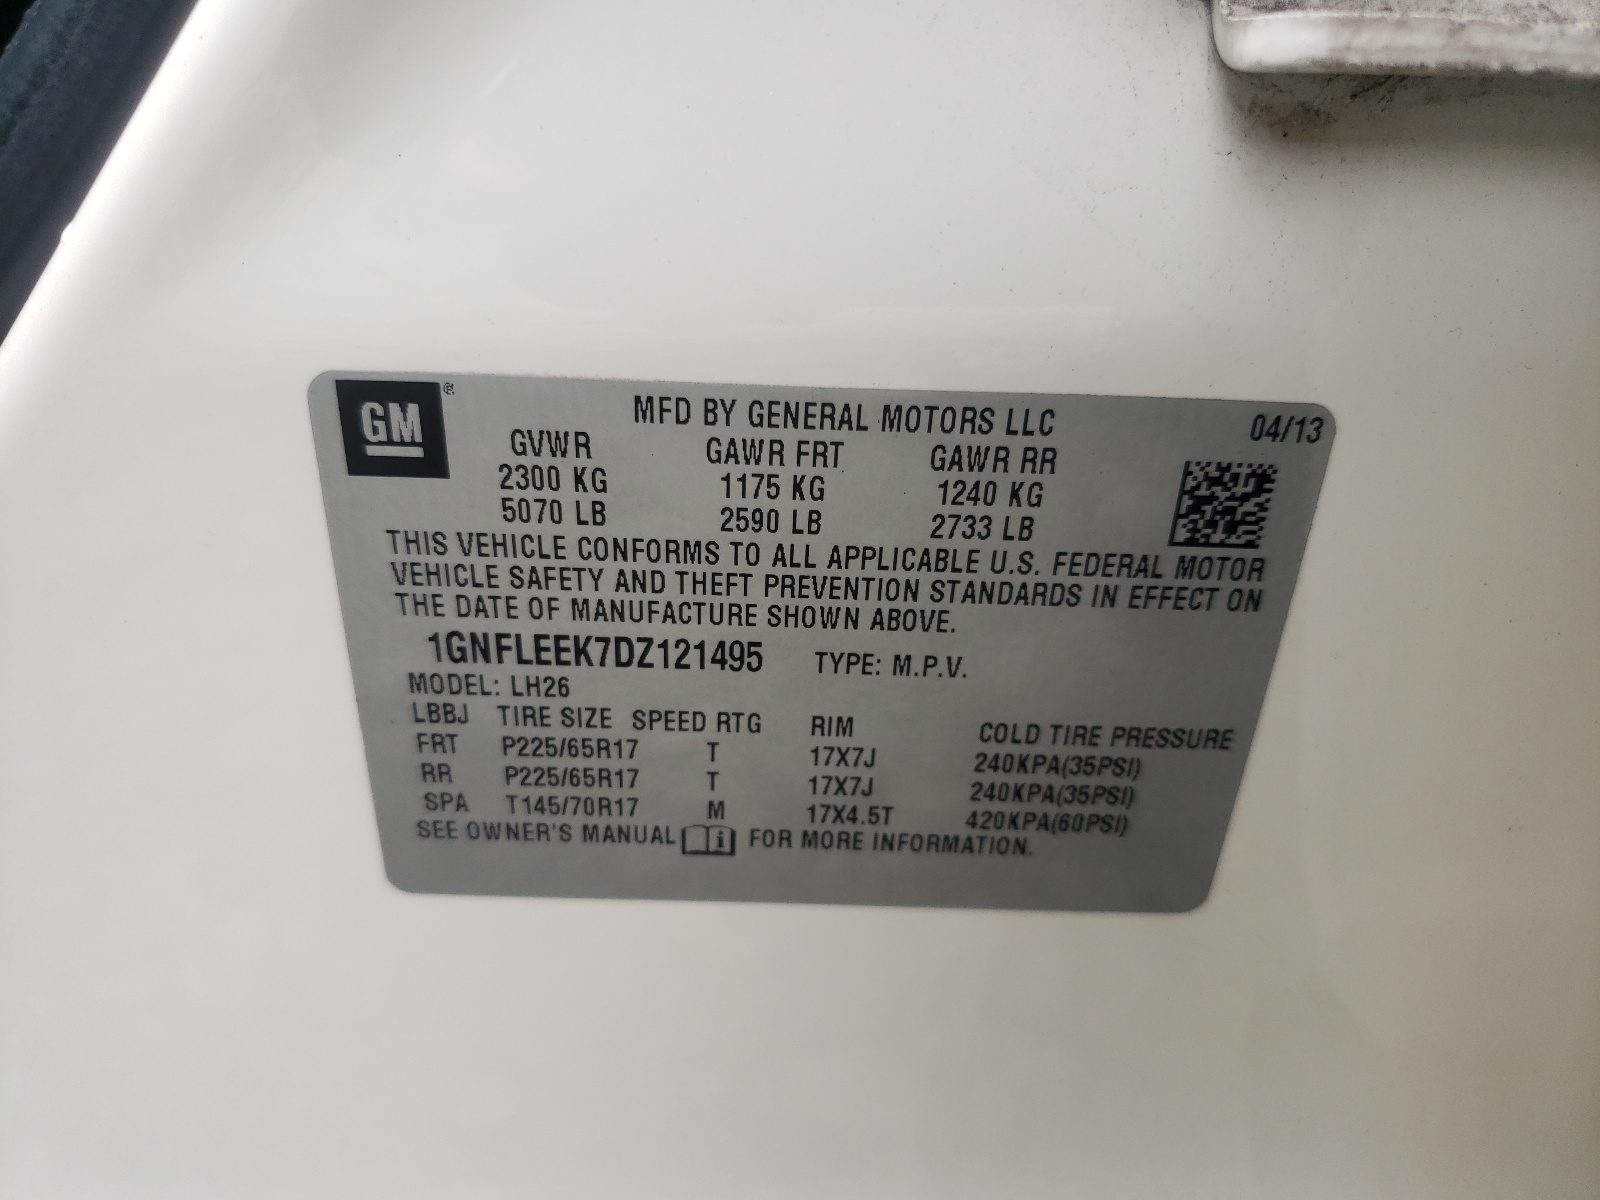 GM®
MFD BY GENERAL MOTORS LLC 04/13
GVWR GAWR FRT GAWR RR
2300 KG 1175 KG 1240 KG
5070 LB 2590 LB 2733 LB
THIS VEHICLE CONFORMS TO ALL APPLICABLE U.S. FEDERAL MOTOR
VEHICLE SAFETY AND THEFT PREVENTION STANDARDS IN EFFECT ON
THE DATE OF MANUFACTURE SHOWN ABOVE.
1GNFLEEK7DZ121495 TYPE: M.P.V.
MODEL: LH26
LBBJ TIRE SIZE SPEED RTG RIM COLD TIRE PRESSURE
FRT P225/65R17 T 17X7J 240KPA(35PSI)
RR P225/65R17 T 17X7J 240KPA(35PSI)
SPA T145/70R17 M 17X4.5T 420KPA(60PSI)
SEE OWNER'S MANUAL i FOR MORE INFORMATION.